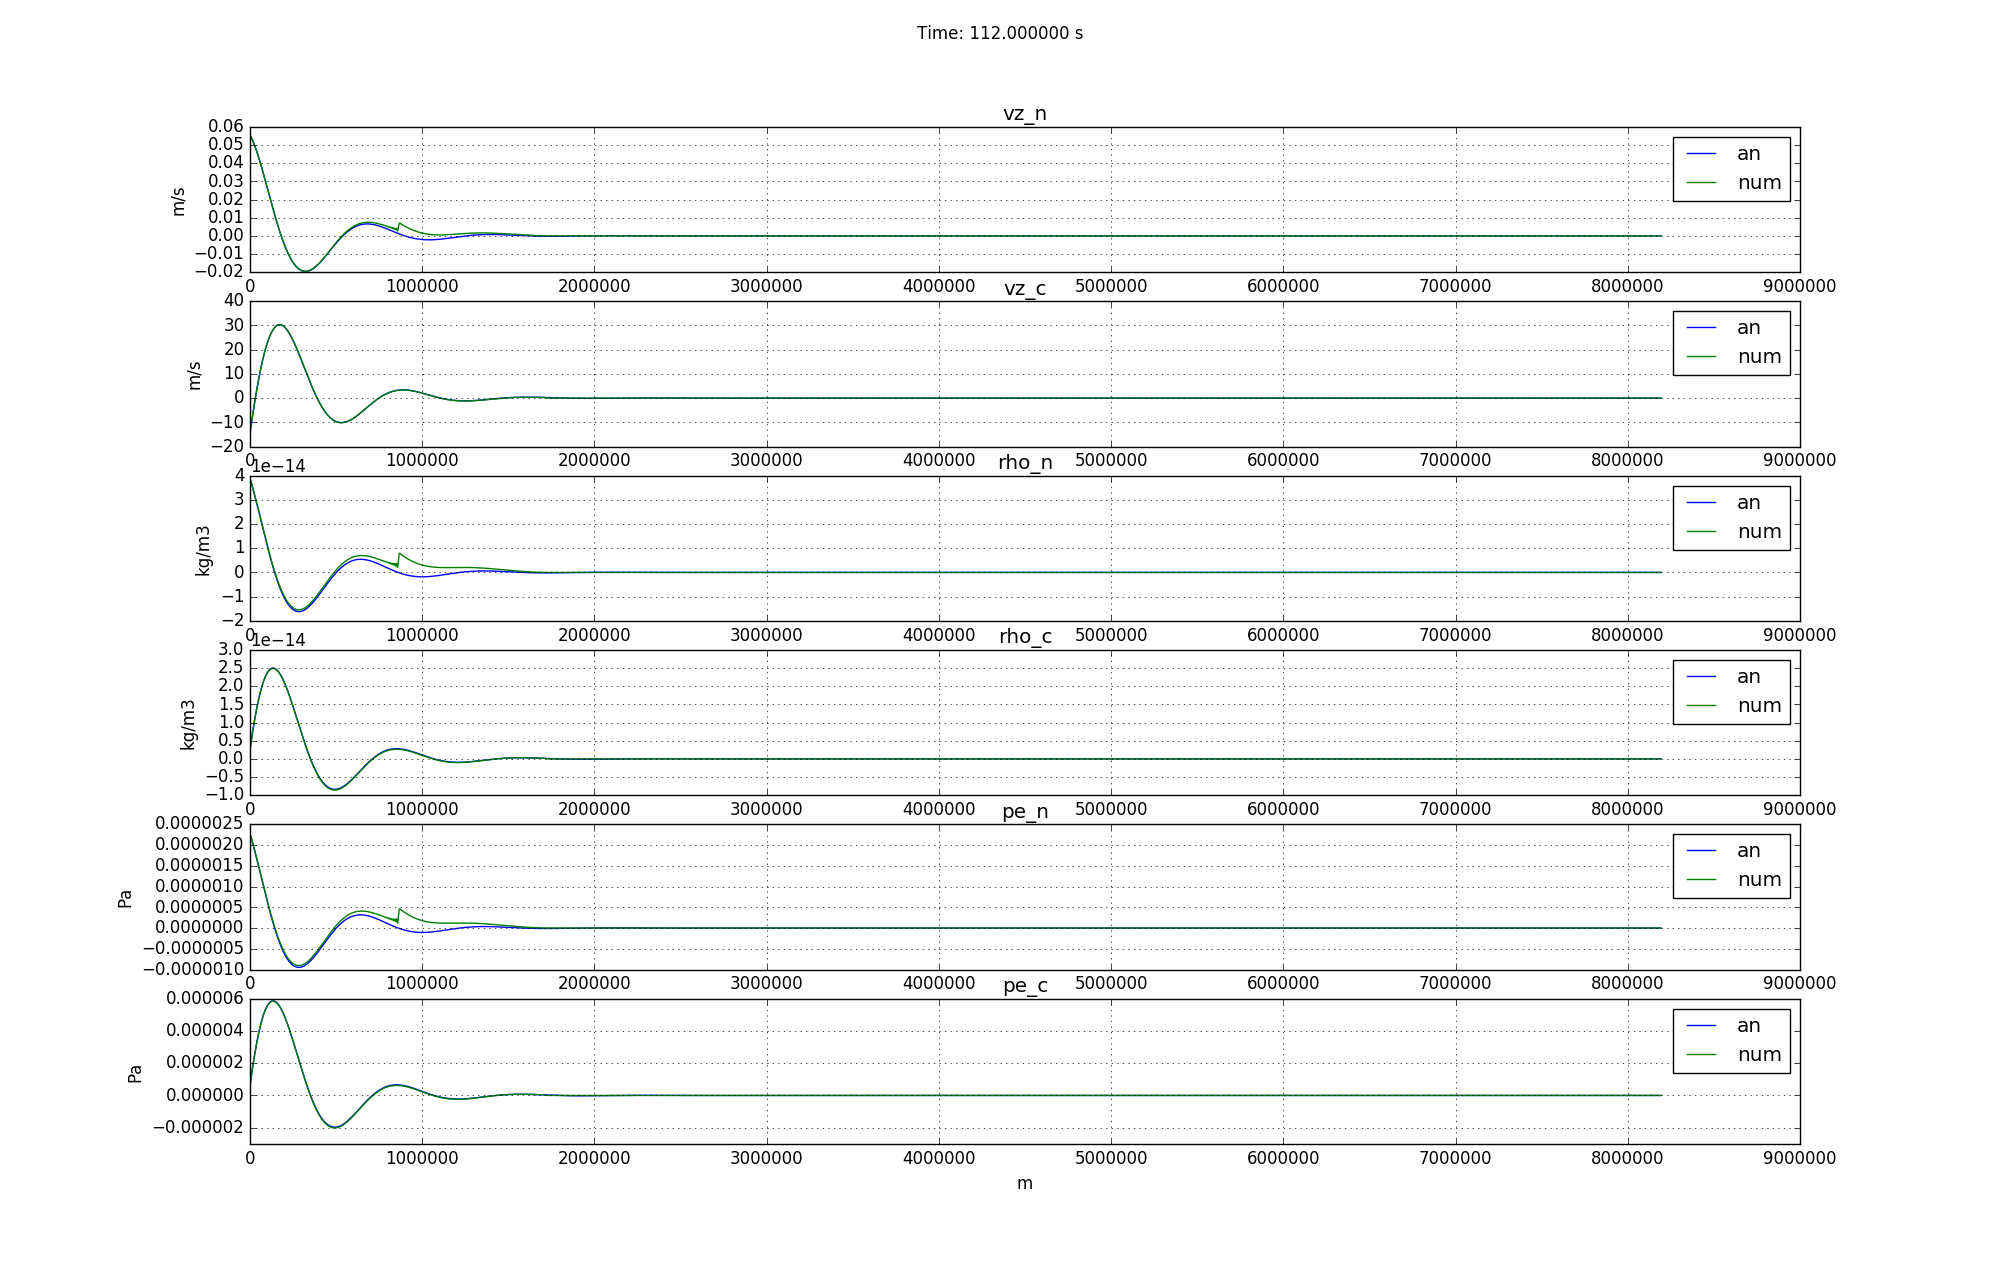 Time: 112.000000 s
vz_n
0.06
0.05
0.04
0.03
0.02
0.01
0.00
−0.01
−0.02
m/s
an
num
0 1000000 2000000 3000000 4000000 5000000 6000000 7000000 8000000 9000000
vz_c
40
30
20
10
0
−10
−20
m/s
an
num
0 1000000 2000000 3000000 4000000 5000000 6000000 7000000 8000000 9000000
1e−14
rho_n
4
3
2
1
0
−1
−2
kg/m3
an
num
0 1000000 2000000 3000000 4000000 5000000 6000000 7000000 8000000 9000000
1e−14
rho_c
3.0
2.5
2.0
1.5
1.0
0.5
0.0
−0.5
−1.0
kg/m3
an
num
0 1000000 2000000 3000000 4000000 5000000 6000000 7000000 8000000 9000000
pe_n
0.0000025
0.0000020
0.0000015
0.0000010
0.0000005
0.0000000
−0.0000005
−0.0000010
Pa
an
num
0 1000000 2000000 3000000 4000000 5000000 6000000 7000000 8000000 9000000
pe_c
0.000006
0.000004
0.000002
0.000000
−0.000002
Pa
an
num
0 1000000 2000000 3000000 4000000 5000000 6000000 7000000 8000000 9000000
m